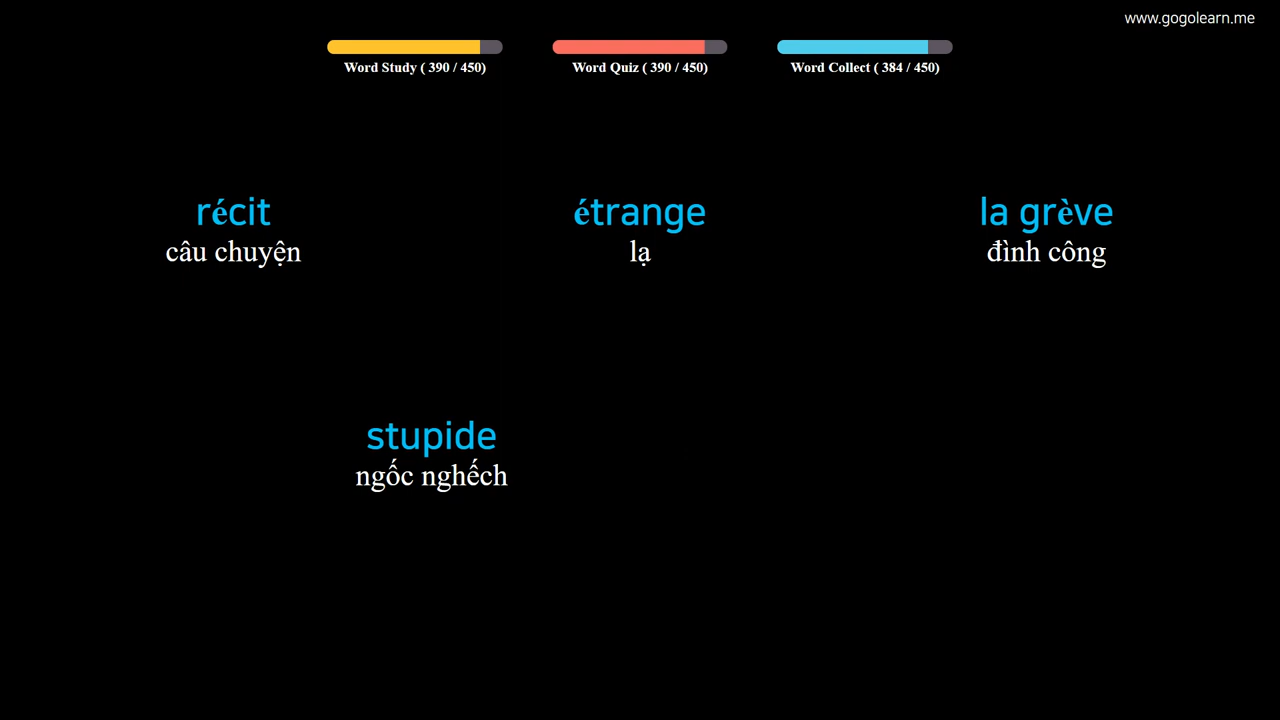 www.gogolearn.me
Word Study ( 390 / 450)
Word Quiz ( 390 / 450)
Word Collect ( 384 / 450)
récit
câu chuyện
étrange
lạ
la grève
đình công
stupide
ngốc nghếch